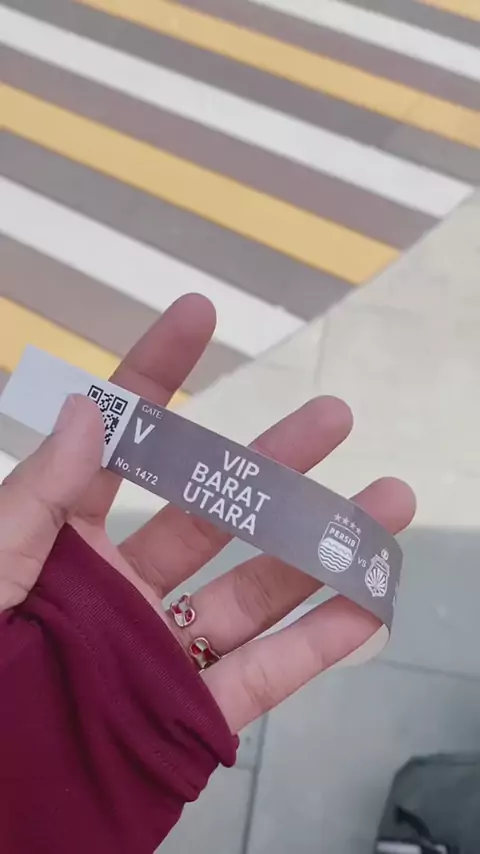 GATE:
V
No. 1472
VIP
BARAT
UTARA
PERSIB
VS